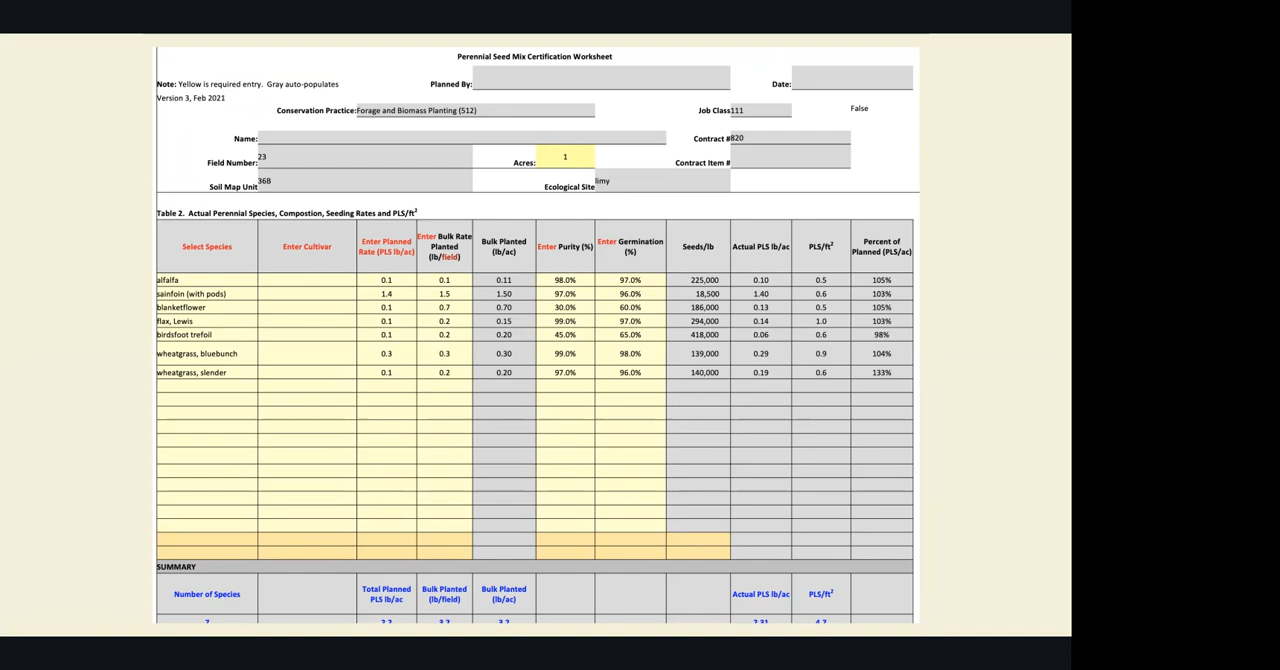 Perennial Seed Mix Certification Worksheet
Note: Yellow is required entry. Gray auto-populates Planned By: Date:
Version 3, Feb 2021
Conservation Practice: Forage and Biomass Planting (512) Job Class 111 False
Name: Contract # 820
Field Number: 23 Acres: 1 Contract Item #
Soil Map Unit 36B Ecological Site limy
Table 2. Actual Perennial Species, Compostion, Seeding Rates and PLS/ft²
Select Species Enter Cultivar Enter Planned Rate (PLS lb/ac) Enter Bulk Rate Planted (lb/field) Bulk Planted (lb/ac) Enter Purity (%) Enter Germination (%) Seeds/lb Actual PLS lb/ac PLS/ft² Percent of Planned (PLS/ac)
alfalfa 0.1 0.1 0.11 98.0% 97.0% 225,000 0.10 0.5 105%
sainfoin (with pods) 1.4 1.5 1.50 97.0% 96.0% 18,500 1.40 0.6 103%
blanketflower 0.1 0.7 0.70 30.0% 60.0% 186,000 0.13 0.5 105%
flax, Lewis 0.1 0.2 0.15 99.0% 97.0% 294,000 0.14 1.0 103%
birdsfoot trefoil 0.1 0.2 0.20 45.0% 65.0% 418,000 0.06 0.6 98%
wheatgrass, bluebunch 0.3 0.3 0.30 99.0% 98.0% 139,000 0.29 0.9 104%
wheatgrass, slender 0.1 0.2 0.20 97.0% 96.0% 140,000 0.19 0.6 133%
SUMMARY
Number of Species Total Planned PLS lb/ac Bulk Planted (lb/field) Bulk Planted (lb/ac) Actual PLS lb/ac PLS/ft²
7 2.2 3.2 3.2 2.31 4.7